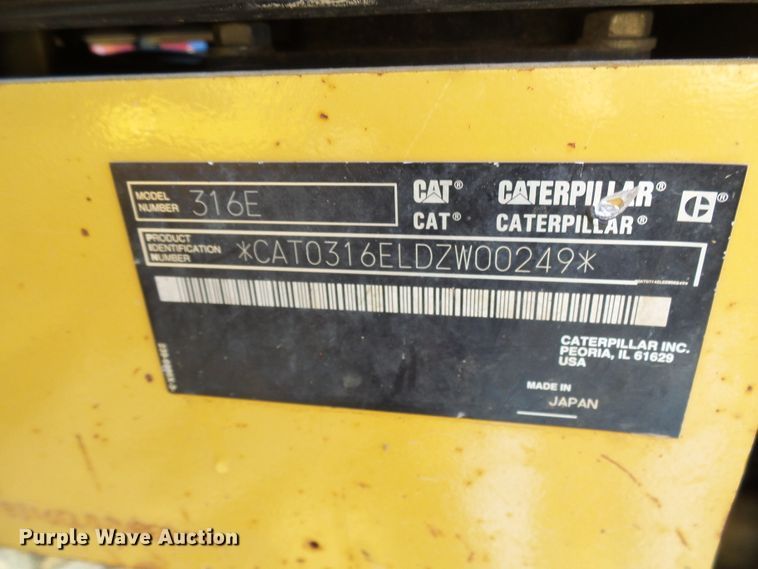 MODEL NUMBER 316E
CAT® CATERPILLAR®
CAT® CATERPILLAR®
PRODUCT IDENTIFICATION NUMBER *CAT0316ELDZW00249*
CATERPILLAR INC.
PEORIA, IL 61629
USA
MADE IN
JAPAN
Purple Wave Auction